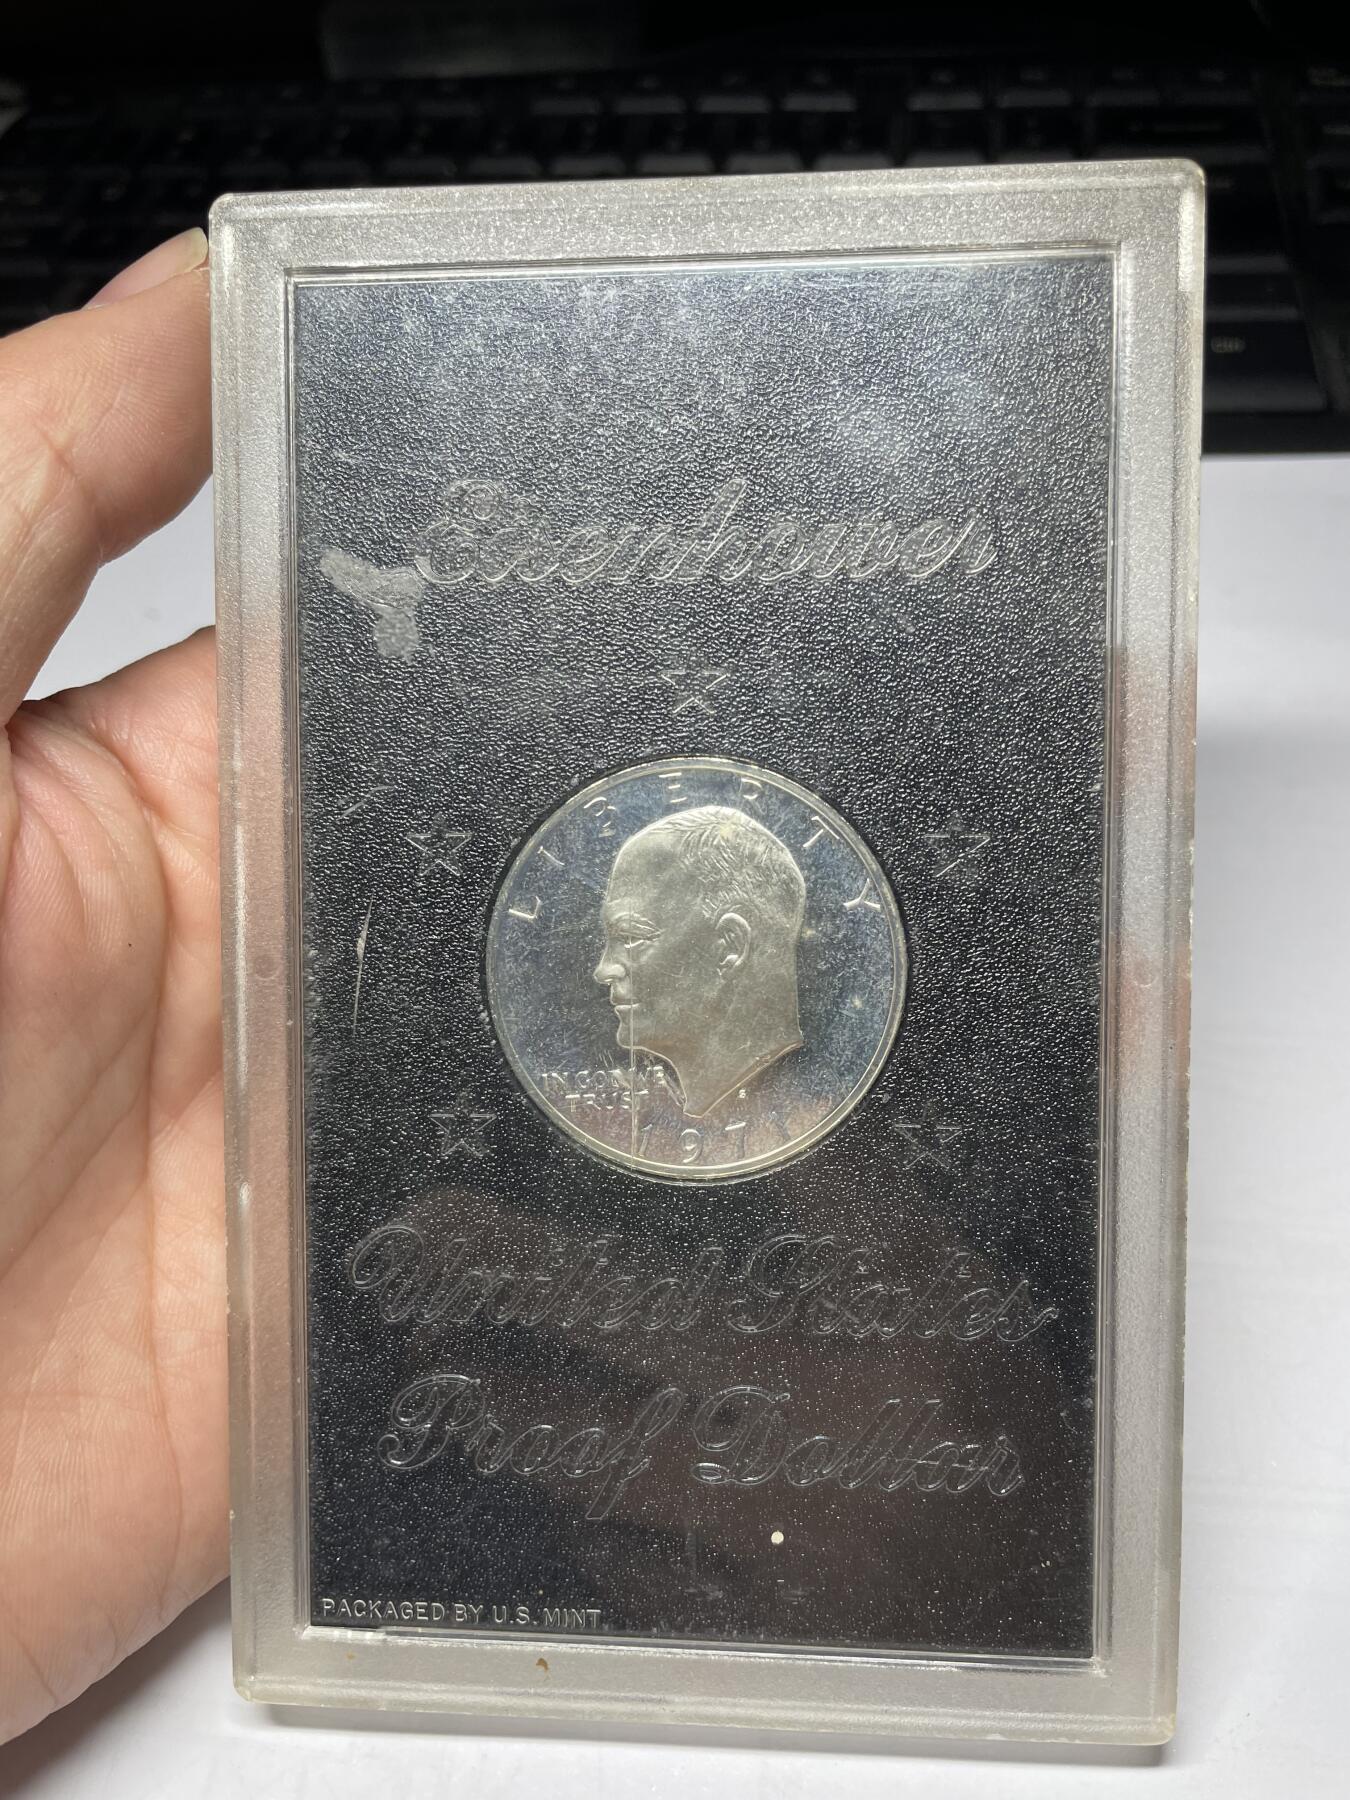 Eisenhower
LIBERTY
IN GOD WE
TRUST
S
1971
United States
Proof Dollar
PACKAGED BY U.S. MINT